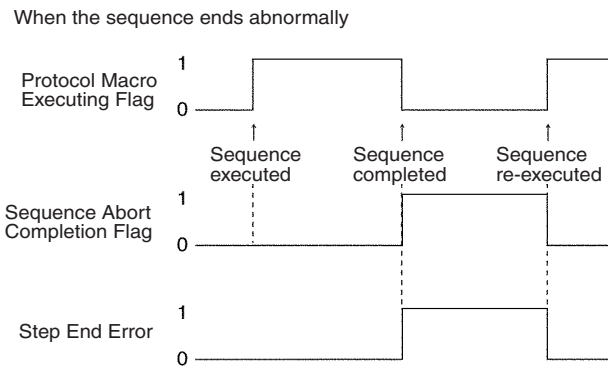 When the sequence ends abnormally
1
Protocol Macro
Executing Flag
0
Sequence
executed
Sequence
completed
Sequence
re-executed
1
Sequence Abort
Completion Flag
0
1
Step End Error
0